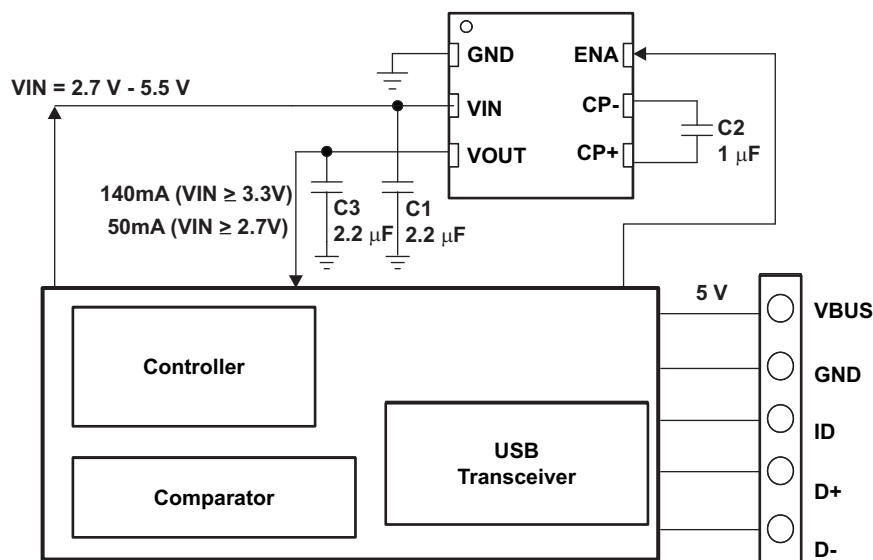 GND
ENA
VIN = 2.7 V - 5.5 V
VIN
CP-
C2
1 μF
VOUT
CP+
140mA (VIN ≥ 3.3V)
50mA (VIN ≥ 2.7V)
C3
2.2 μF
C1
2.2 μF
5 V
VBUS
Controller
GND
ID
USB
Transceiver
Comparator
D+
D-